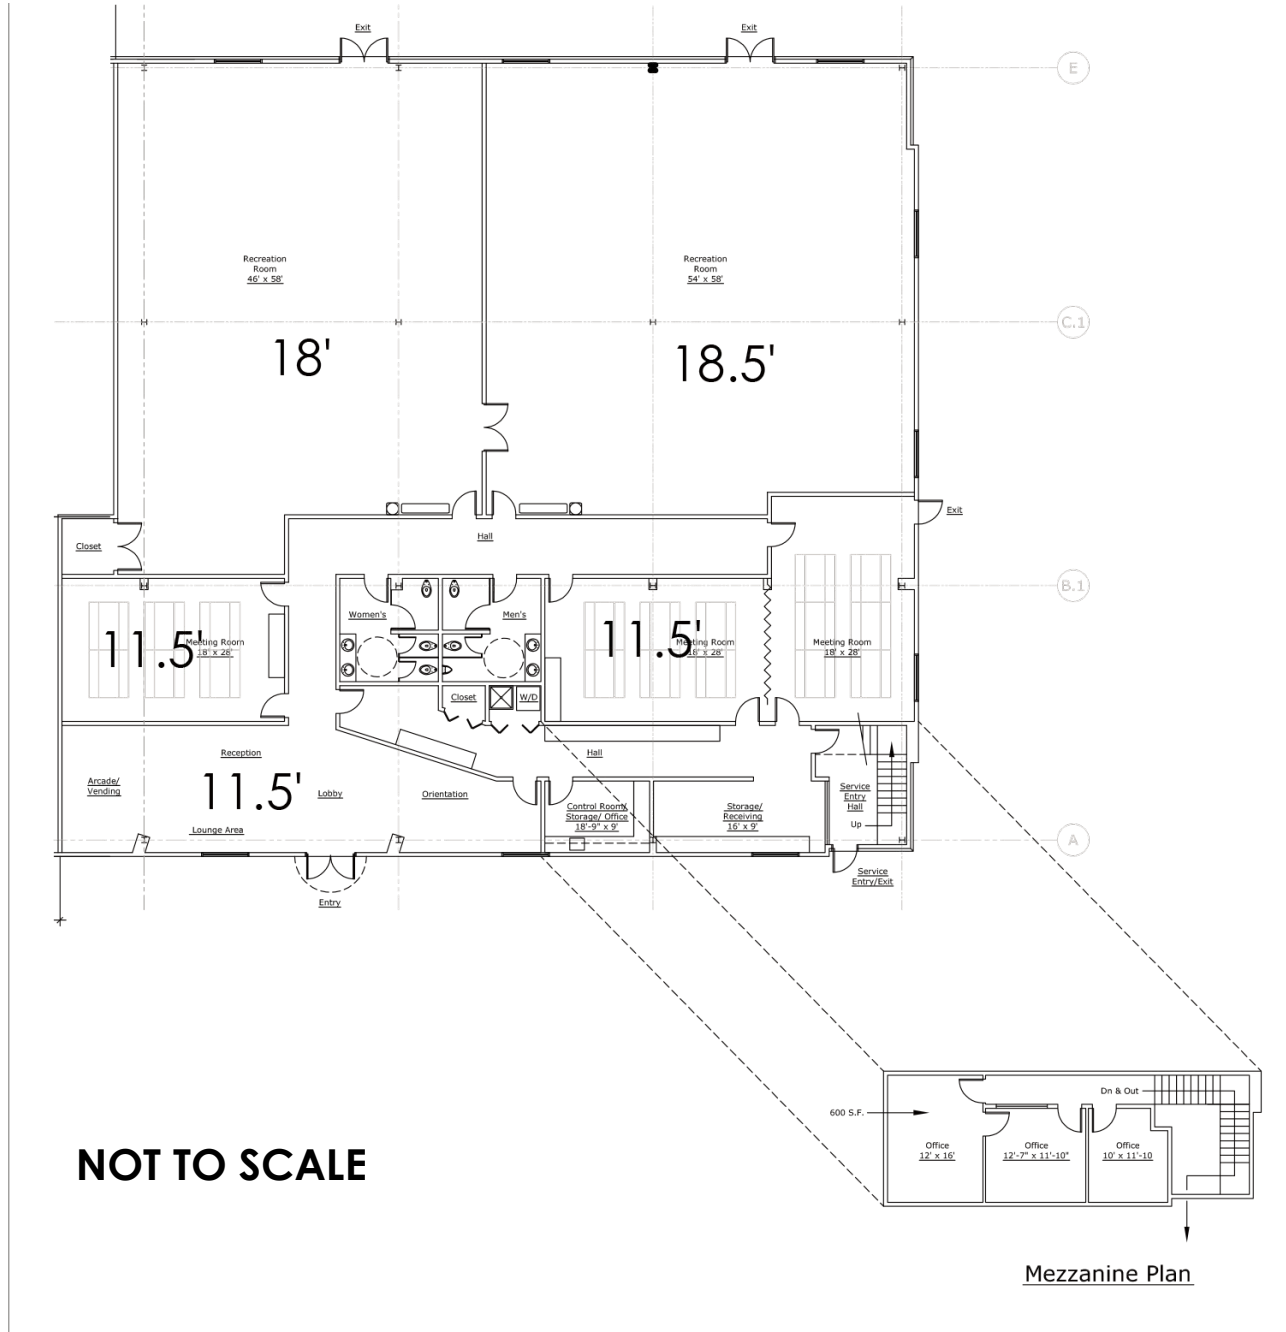 Exit
Exit
E
Recreation
Room
46' x 58'
Recreation
Room
54' x 58'
C.1
18'
18.5'
Exit
Hall
Closet
B.1
Women's
Men's
11.5'
Meeting Room
18' x 28'
11.5'
Meeting Room
18' x 28'
Meeting Room
18' x 28'
Closet
W/D
Reception
Hall
Arcade/
Vending
11.5'
Lobby
Orientation
Service
Entry
Hall
Control Room/
Storage/ Office
18'-9" x 9'
Storage/
Receiving
16' x 9'
Lounge Area
Up
A
Service
Entry/Exit
Entry
Dn & Out
600 S.F.
Office
12' x 16'
Office
12'-7" x 11'-10"
Office
10' x 11'-10
NOT TO SCALE
Mezzanine Plan